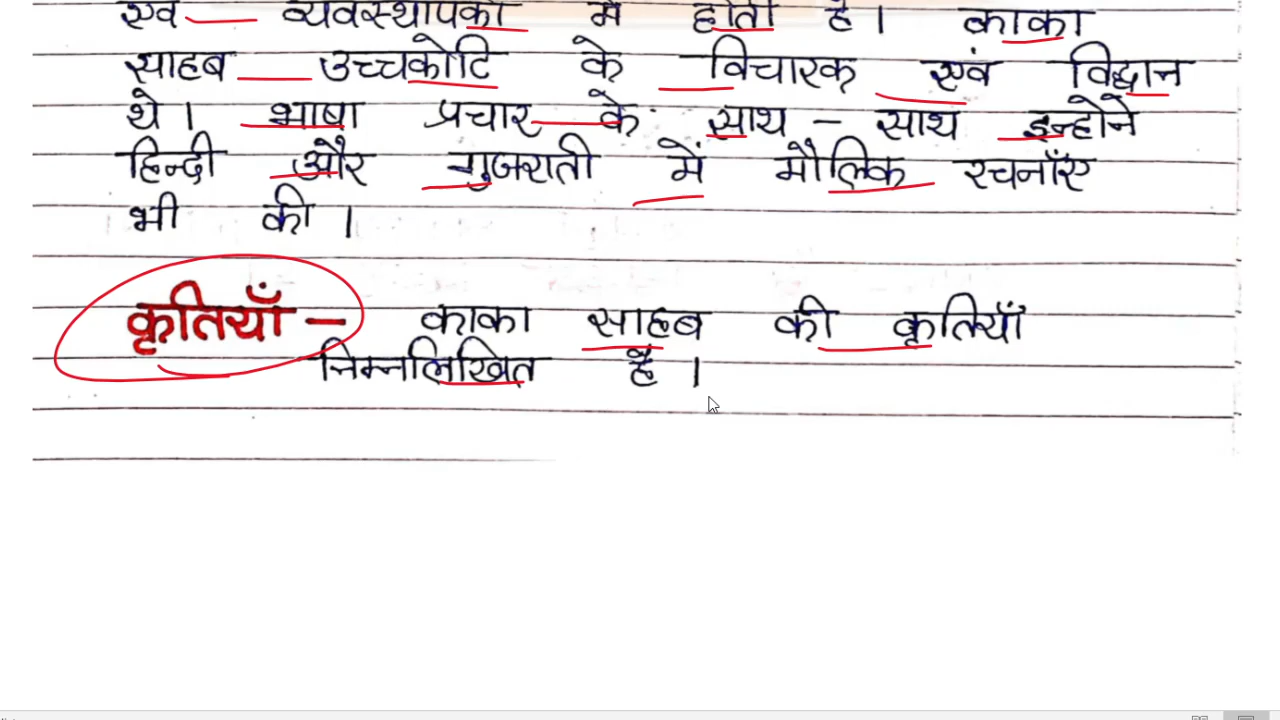 एवं व्यवस्थापकों में होती है। काका
साहब उच्चकोटि के विचारक एवं विद्वान
थे। भाषा प्रचार के साथ - साथ इन्होंने
हिन्दी और गुजराती में मौलिक रचनाँए
भी की।
कृतियाँ - काका साहब की कृतियाँ
निम्नलिखित है।